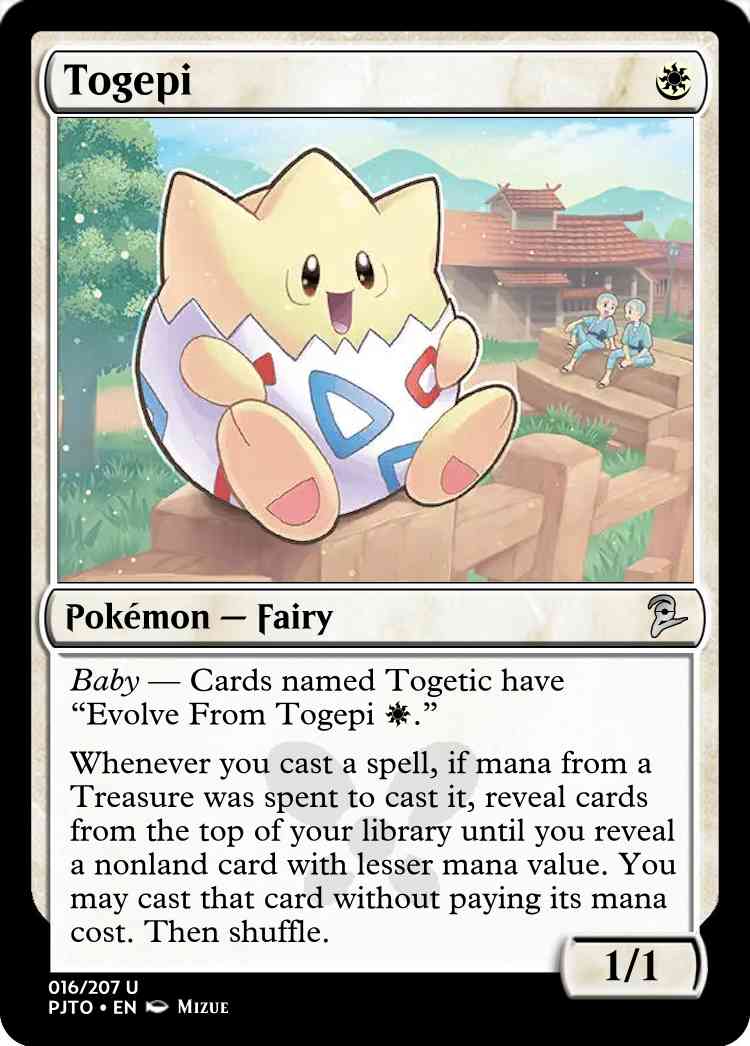 Togepi
Pokémon — Fairy
Baby — Cards named Togetic have
“Evolve From Togepi .”
Whenever you cast a spell, if mana from a
Treasure was spent to cast it, reveal cards
from the top of your library until you reveal
a nonland card with lesser mana value. You
may cast that card without paying its mana
cost. Then shuffle.
1/1
016/207 U
PJTO • EN Mizue